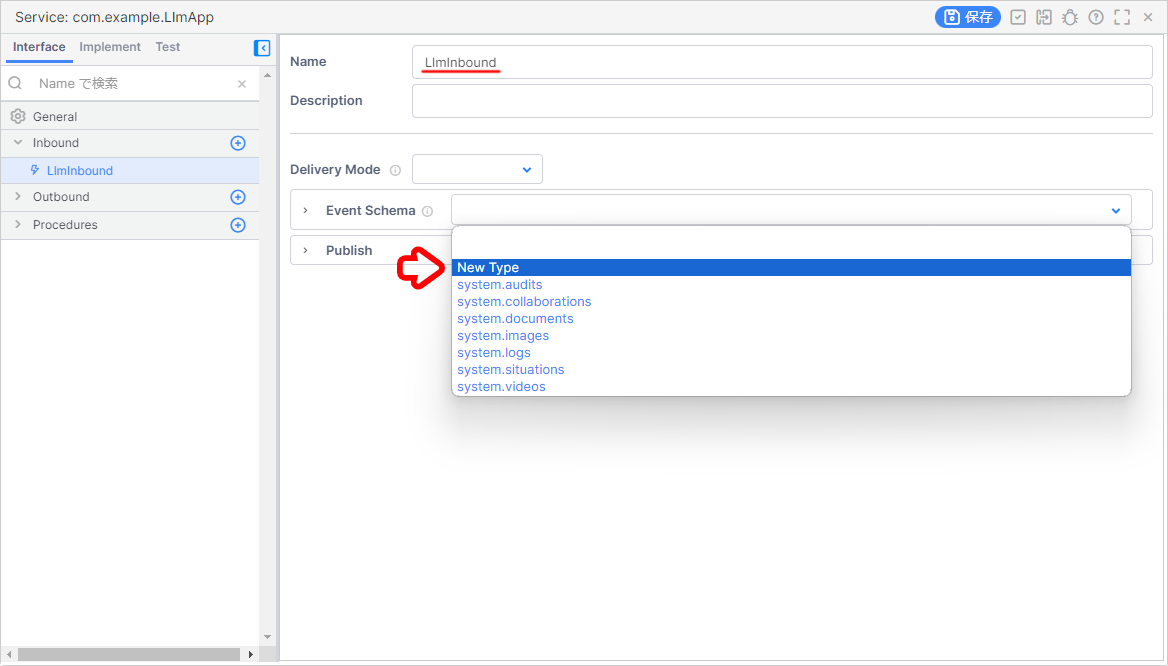 Service: com.example.LlmApp
保存
Interface Implement Test
Name で検索
General
Inbound
LlmInbound
Outbound
Procedures
Name
LlmInbound
Description
Delivery Mode
Event Schema
Publish
New Type
system.audits
system.collaborations
system.documents
system.images
system.logs
system.situations
system.videos